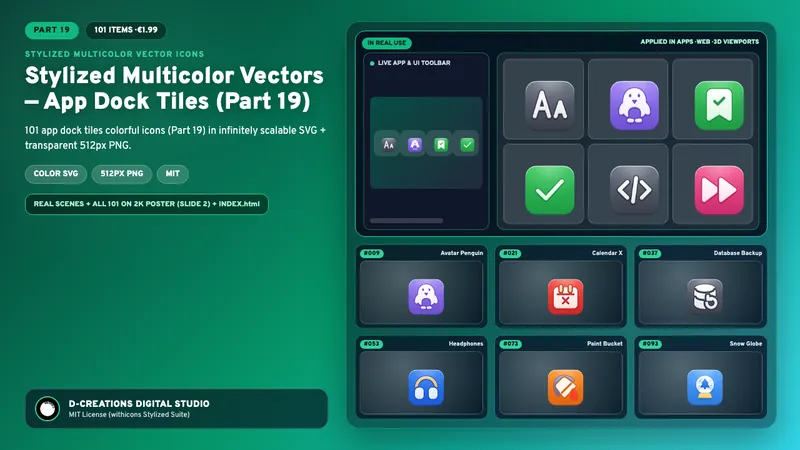 PART 19
101 ITEMS ·€1.99
STYLIZED MULTICOLOR VECTOR ICONS
Stylized Multicolor Vectors
— App Dock Tiles (Part 19)
101 app dock tiles colorful icons (Part 19) in infinitely scalable SVG +
transparent 512px PNG.
COLOR SVG
512PX PNG
MIT
REAL SCENES + ALL 101 ON 2K POSTER (SLIDE 2) + INDEX.html
D-CREATIONS DIGITAL STUDIO
MIT License (withicons Stylized Suite)
IN REAL USE
APPLIED IN APPS ·WEB ·3D VIEWPORTS
LIVE APP & UI TOOLBAR
AA
AA
#009
Avatar Penguin
#021
Calendar X
#037
Database Backup
#053
Headphones
#073
Paint Bucket
#093
Snow Globe